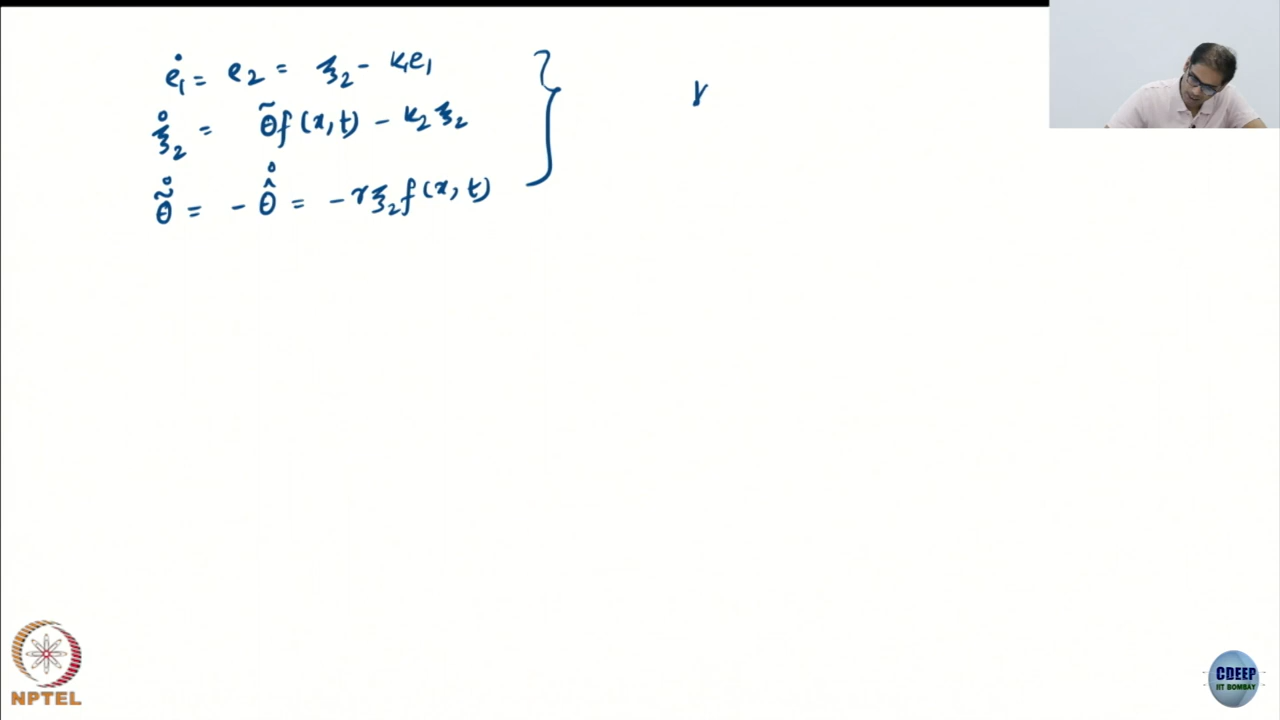 ė₁ = e₂ = ξ₂ - k₁e₁
ξ̇₂ = θ̃f(x,t) - k₂ξ₂
θ̃̇ = - θ̂̇ = - γξ₂f(x,t)
NPTEL
CDEEP
IIT BOMBAY